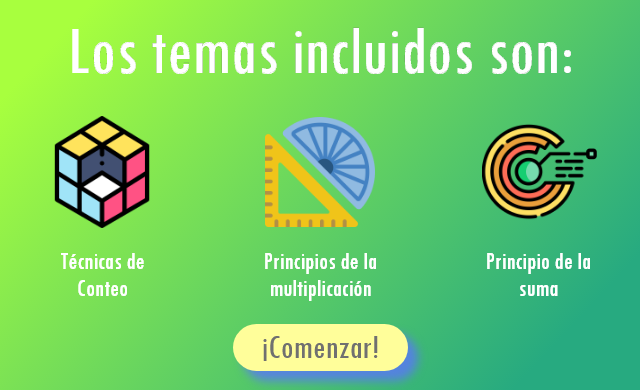 Los temas incluidos son:
Técnicas de
Conteo
Principios de la
multiplicación
Principio de la
suma
¡Comenzar!